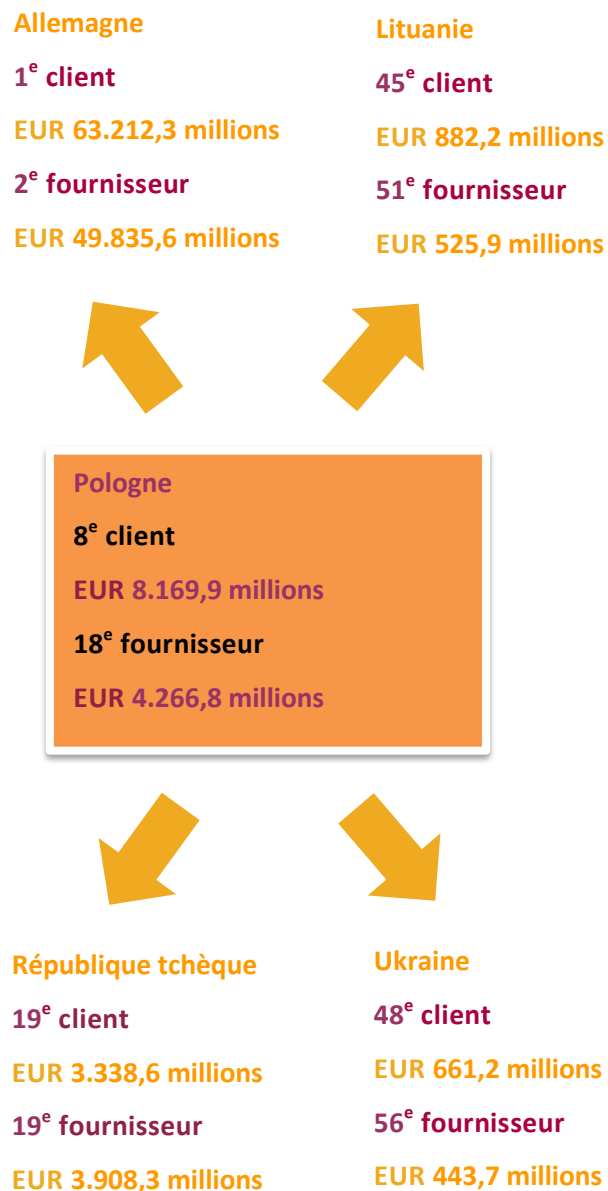 Allemagne
1e client
EUR 63.212,3 millions
2e fournisseur
EUR 49.835,6 millions
Lituanie
45e client
EUR 882,2 millions
51e fournisseur
EUR 525,9 millions
Pologne
8e client
EUR 8.169,9 millions
18e fournisseur
EUR 4.266,8 millions
République tchèque
19e client
EUR 3.338,6 millions
19e fournisseur
EUR 3.908,3 millions
Ukraine
48e client
EUR 661,2 millions
56e fournisseur
EUR 443,7 millions